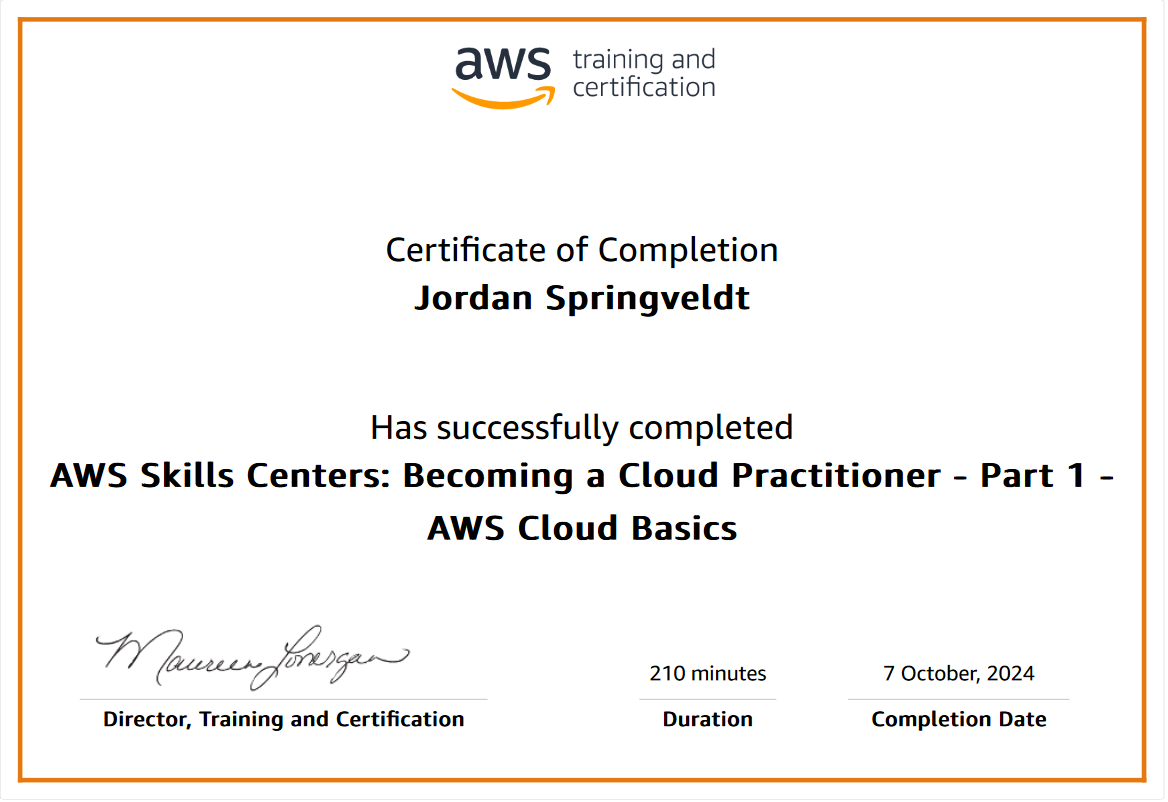 aws training and
certification
Certificate of Completion
Jordan Springveldt
Has successfully completed
AWS Skills Centers: Becoming a Cloud Practitioner - Part 1 -
AWS Cloud Basics
Maureen Lonergan
210 minutes
7 October, 2024
Director, Training and Certification
Duration
Completion Date